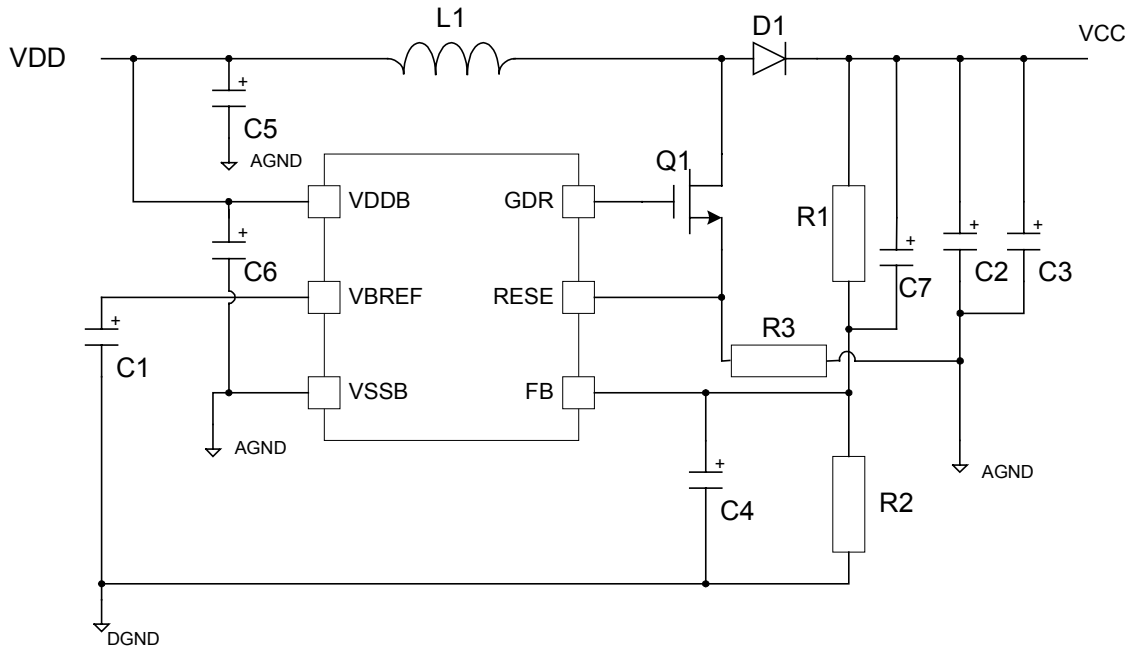 L1
D1
VCC
VDD
+
C5
AGND
Q1
VDDB
GDR
R1
+
C6
+
C7
+
C2
+
C3
VBREF
RESE
+
C1
R3
VSSB
FB
AGND
+
C4
R2
AGND
DGND